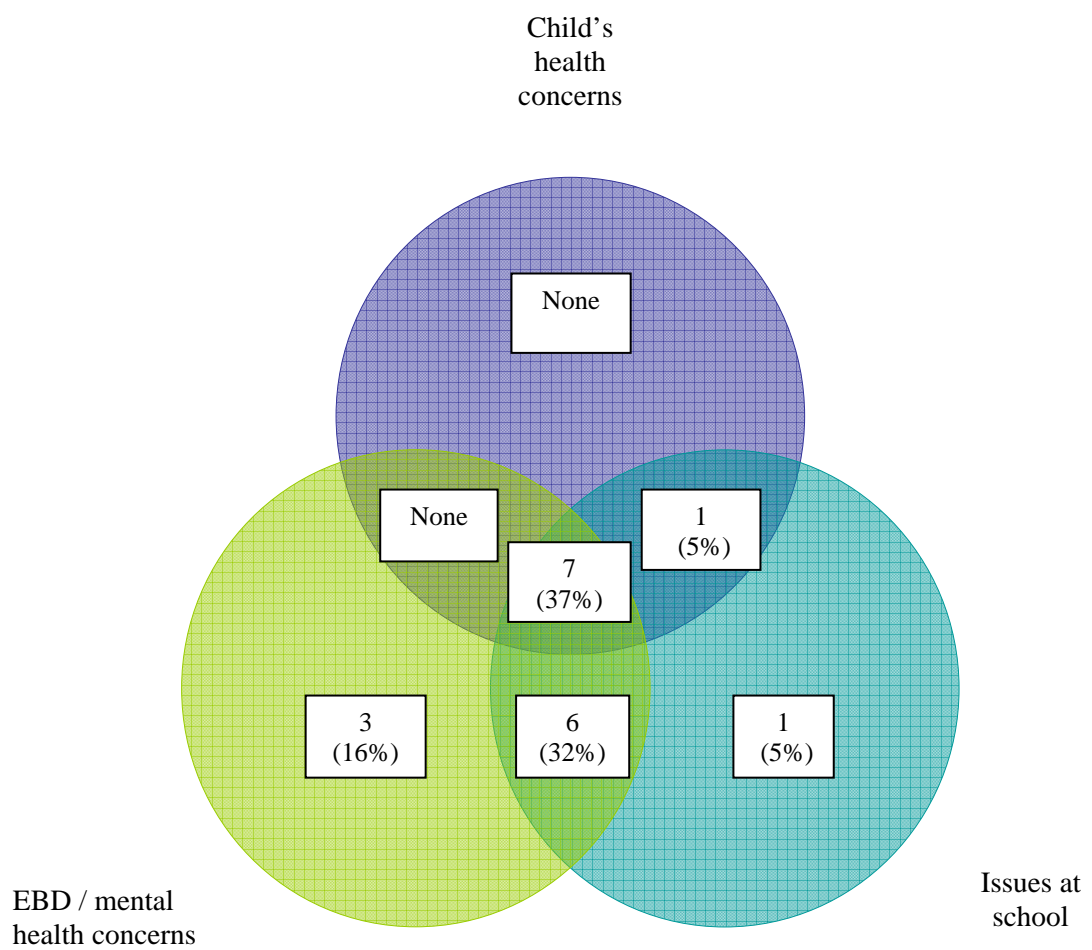 Child’s
health
concerns
None
None
1
(5%)
7
(37%)
3
(16%)
6
(32%)
1
(5%)
EBD / mental
health concerns
Issues at
school